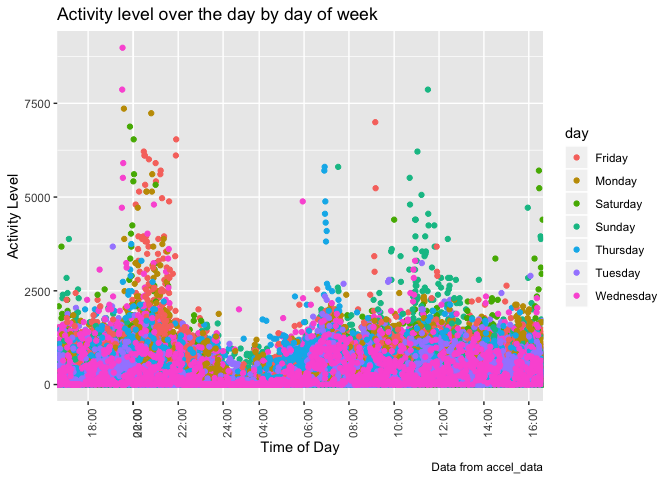 Activity level over the day by day of week
Activity Level
7500
5000
2500
0
18:00
20:00
22:00
24:00
04:00
06:00
08:00
10:00
12:00
14:00
16:00
Time of Day
day
Friday
Monday
Saturday
Sunday
Thursday
Tuesday
Wednesday
Data from accel_data